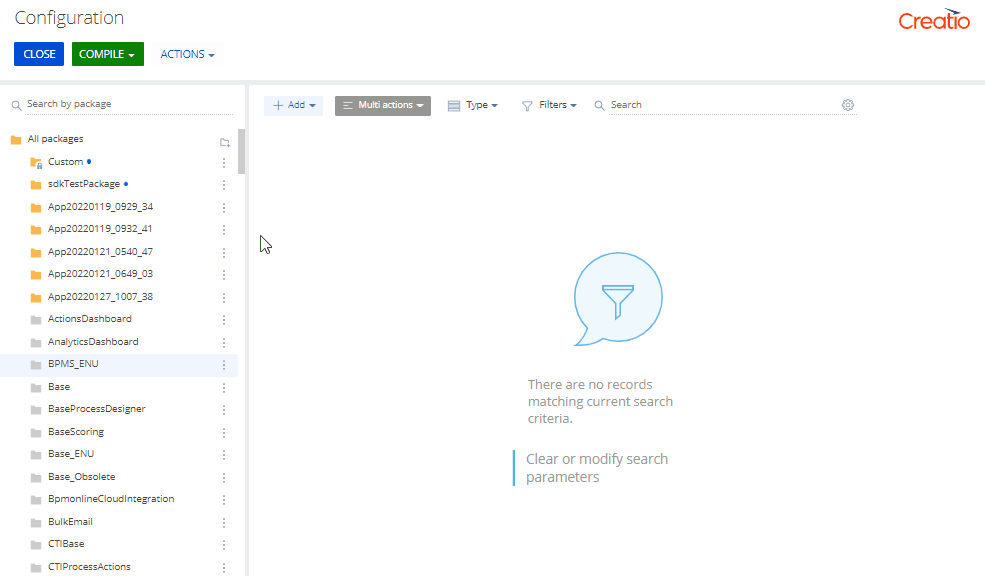 Configuration
Creatio
CLOSE
COMPILE
ACTIONS
Search by package
Add
Multi actions
Type
Filters
Search
All packages
Custom
sdkTestPackage
App20220119_0929_34
App20220119_0932_41
App20220121_0540_47
App20220121_0649_03
App20220127_1007_38
ActionsDashboard
AnalyticsDashboard
BPMS_ENU
Base
BaseProcessDesigner
BaseScoring
Base_ENU
Base_Obsolete
BpmonlineCloudIntegration
BulkEmail
CTIBase
CTIProcessActions
There are no records
matching current search
criteria.
Clear or modify search
parameters